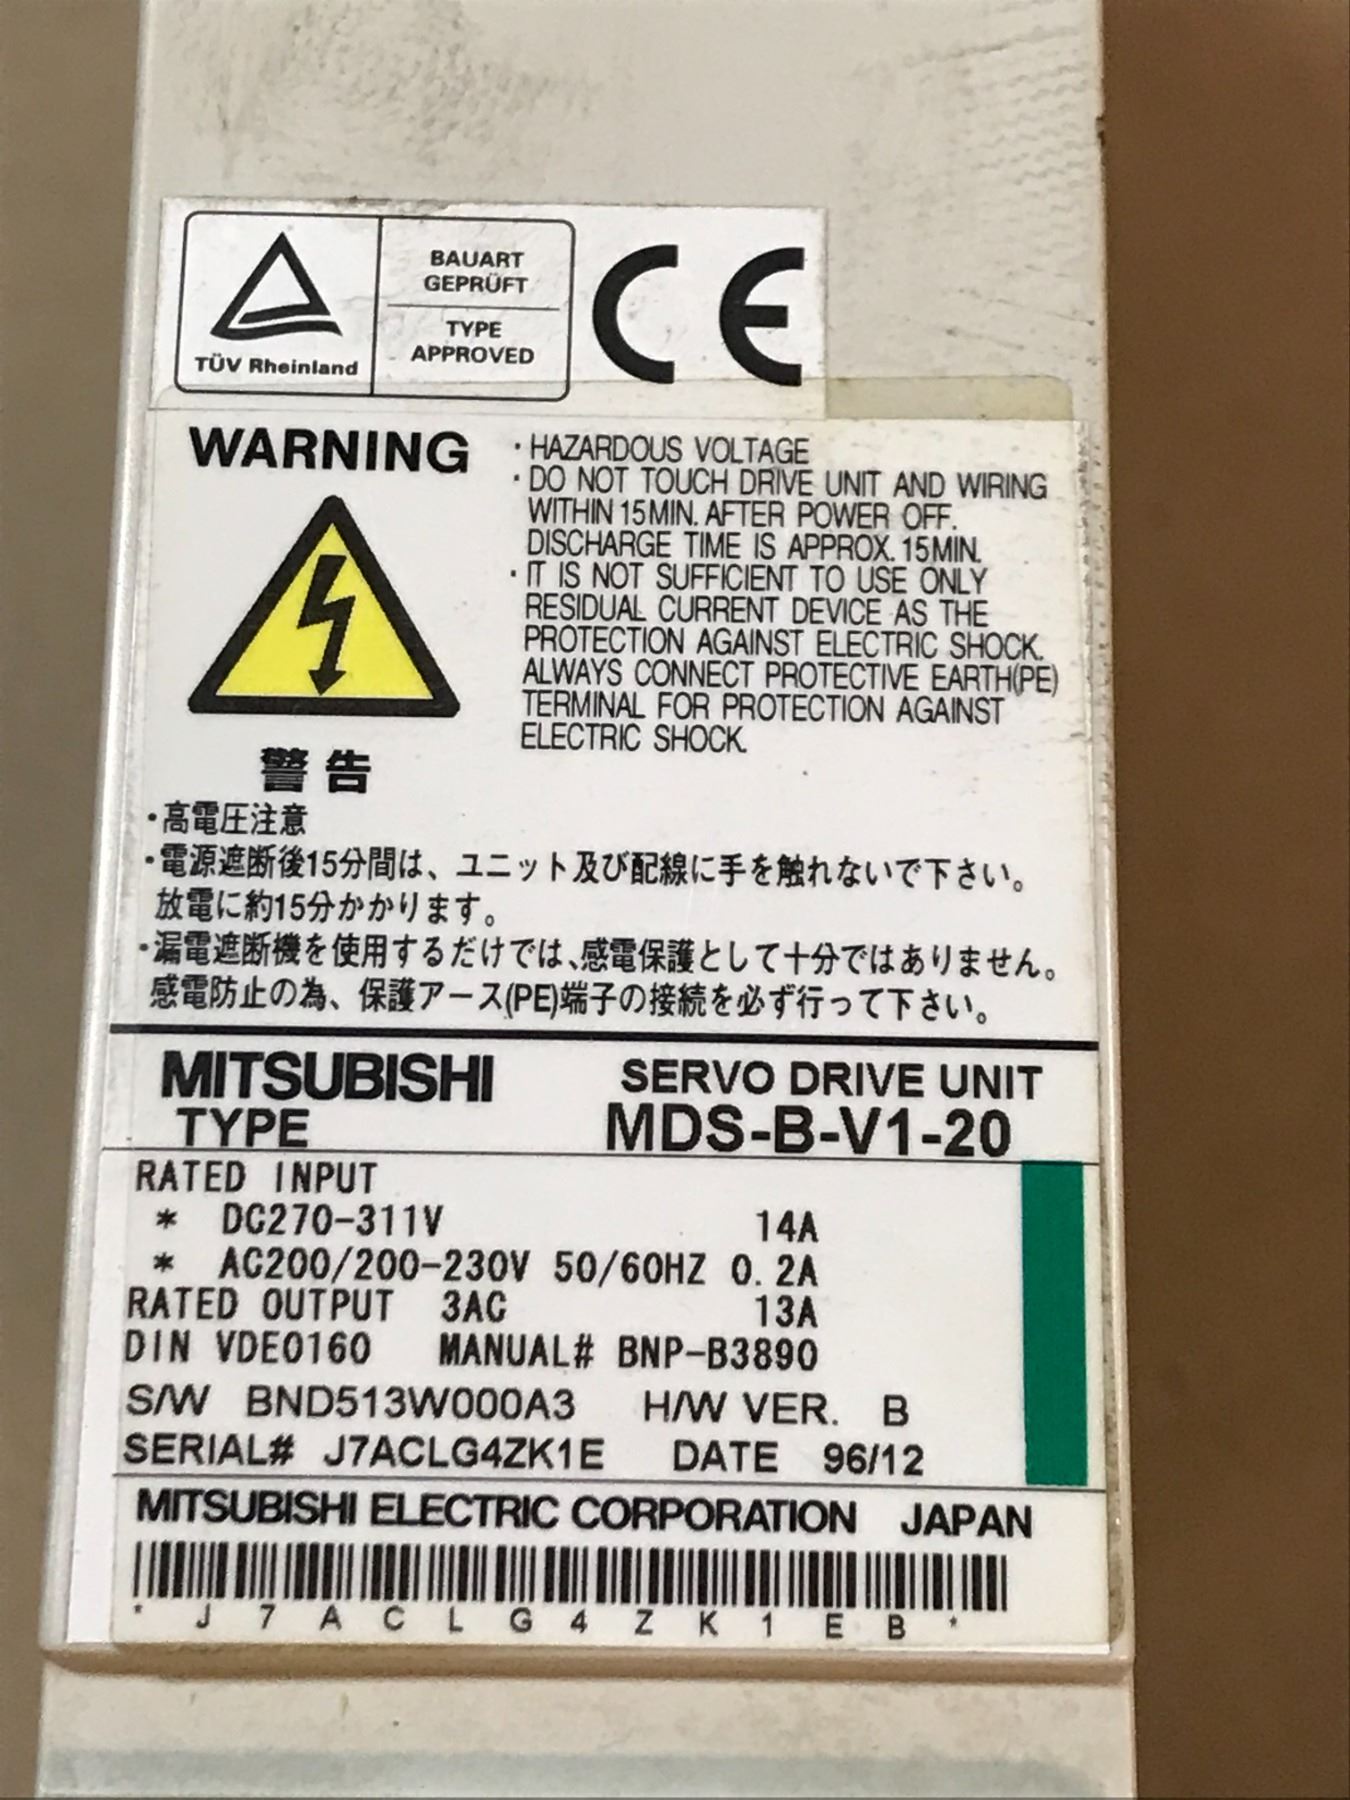 TÜV Rheinland
BAUART
GEPRÜFT
TYPE
APPROVED
CE
WARNING
・HAZARDOUS VOLTAGE
・DO NOT TOUCH DRIVE UNIT AND WIRING
WITHIN 15MIN. AFTER POWER OFF.
DISCHARGE TIME IS APPROX. 15MIN.
・IT IS NOT SUFFICIENT TO USE ONLY
RESIDUAL CURRENT DEVICE AS THE
PROTECTION AGAINST ELECTRIC SHOCK.
ALWAYS CONNECT PROTECTIVE EARTH(PE)
TERMINAL FOR PROTECTION AGAINST
ELECTRIC SHOCK.
警告
・高電圧注意
・電源遮断後15分間は、ユニット及び配線に手を触れないで下さい。
放電に約15分かかります。
・漏電遮断機を使用するだけでは、感電保護として十分ではありません。
感電防止の為、保護アース(PE)端子の接続を必ず行って下さい。
MITSUBISHI SERVO DRIVE UNIT
TYPE MDS-B-V1-20
RATED INPUT
* DC270-311V 14A
* AC200/200-230V 50/60HZ 0.2A
RATED OUTPUT 3AC 13A
DIN VDE0160 MANUAL# BNP-B3890
S/W BND513W000A3 H/W VER. B
SERIAL# J7ACLG4ZK1E DATE 96/12
MITSUBISHI ELECTRIC CORPORATION JAPAN
* J 7 A C L G 4 Z K 1 E B *